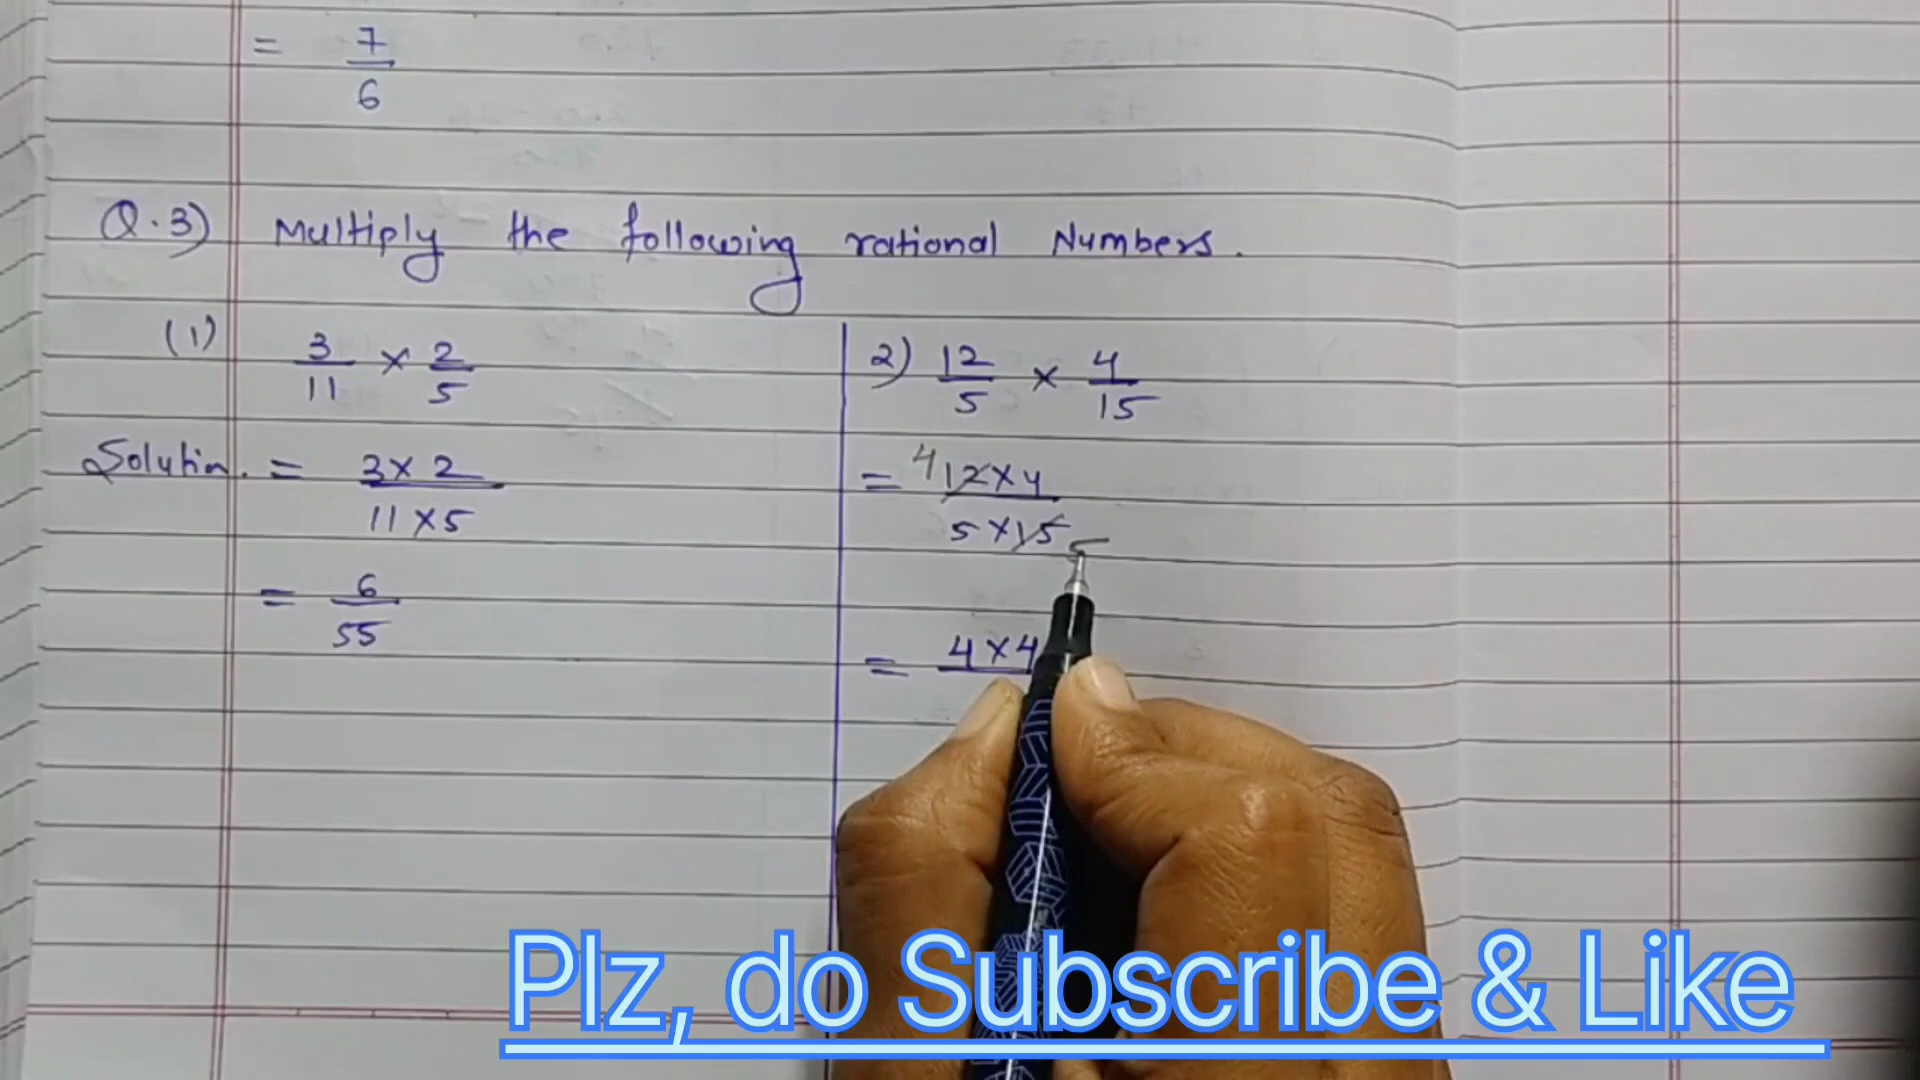 = 7/6
Q.3) Multiply the following rational Numbers.
(1) 3/11 × 2/5
Solution. = 3×2/11×5
= 6/55
2) 12/5 × 4/15
= 4 12×4/5×15 5
= 4×4
Plz, do Subscribe & Like